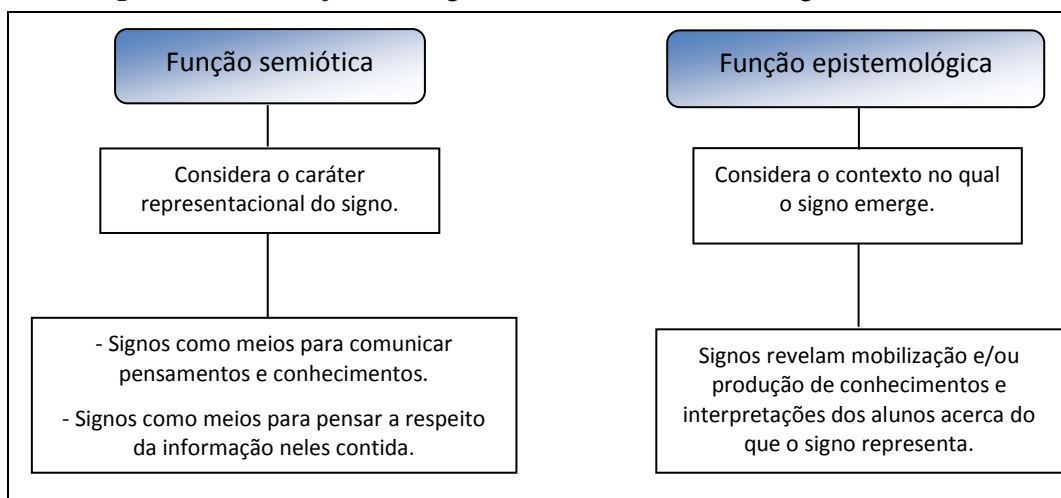 Função semiótica
Considera o caráter
representacional do signo.
- Signos como meios para comunicar
pensamentos e conhecimentos.
- Signos como meios para pensar a respeito
da informação neles contida.
Função epistemológica
Considera o contexto no qual
o signo emerge.
Signos revelam mobilização e/ou
produção de conhecimentos e
interpretações dos alunos acerca do
que o signo representa.